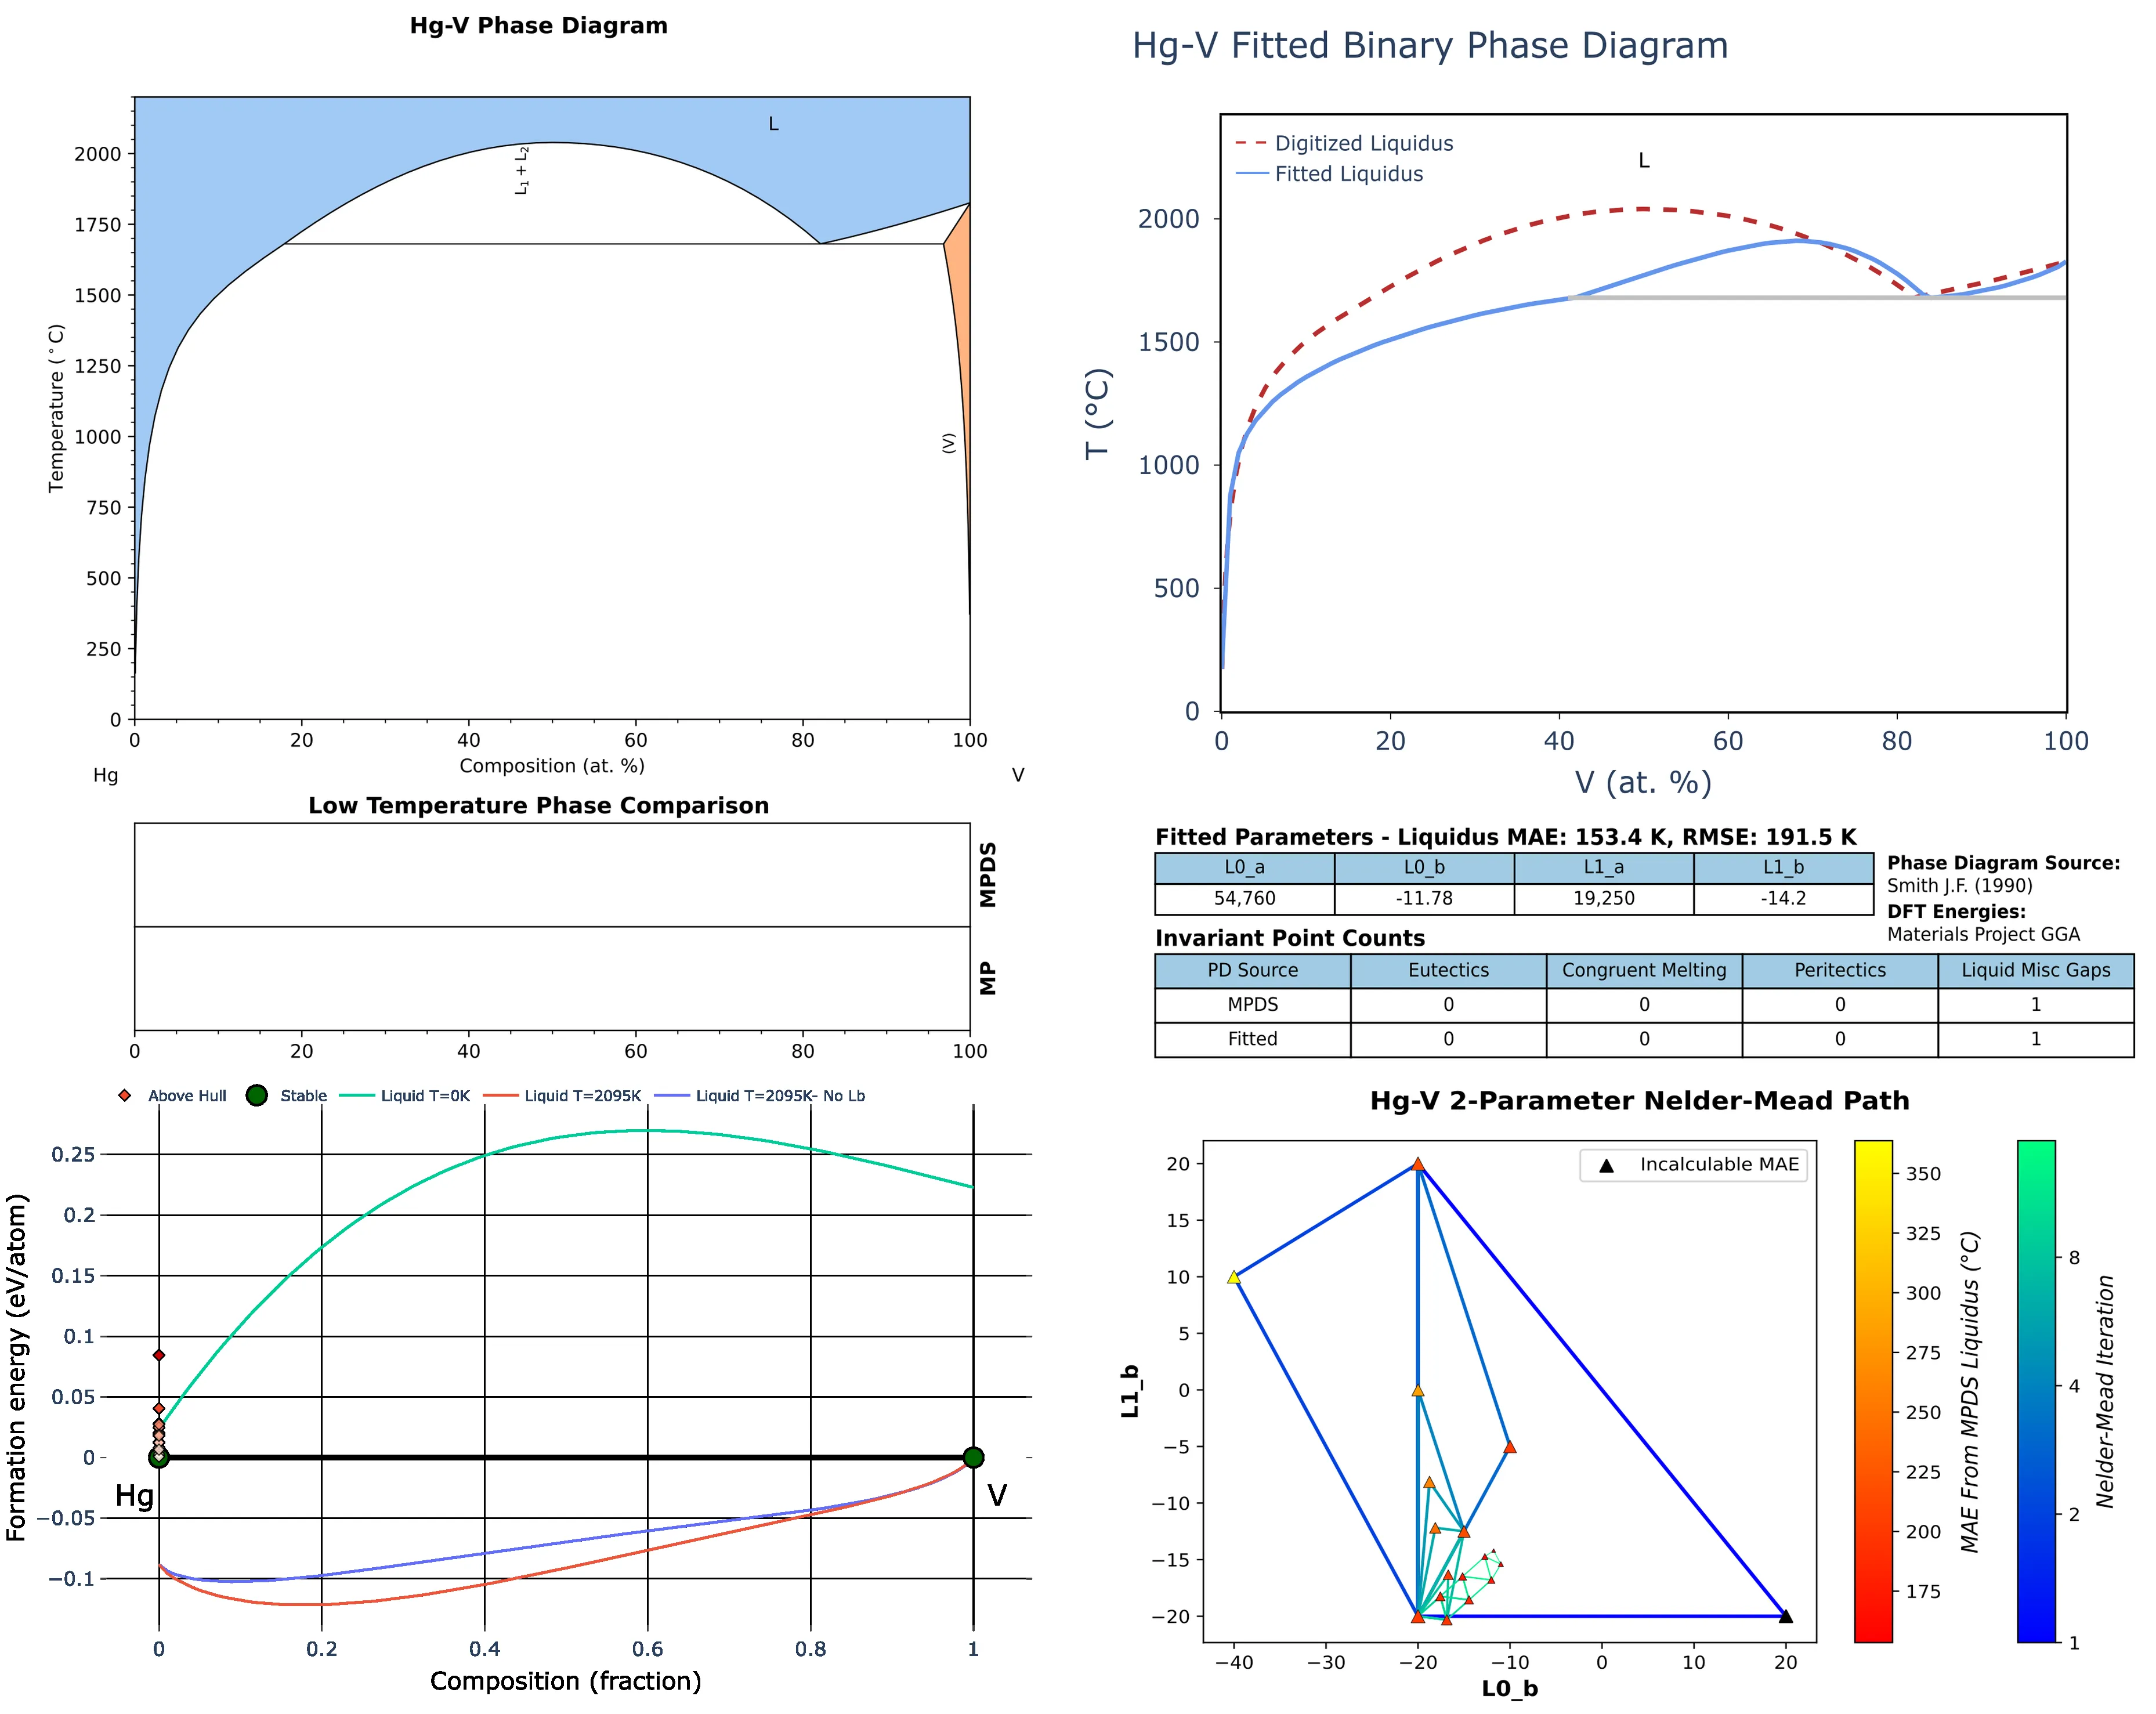 Hg-V Phase Diagram
L
L1 + L2
(V)
Temperature (°C)
2000
1750
1500
1250
1000
750
500
250
0
0 20 40 60 80 100
Composition (at. %)
Hg V
Hg-V Fitted Binary Phase Diagram
Digitized Liquidus
Fitted Liquidus
L
T (°C)
2000
1500
1000
500
0
0 20 40 60 80 100
V (at. %)
Low Temperature Phase Comparison
MPDS
MP
0 20 40 60 80 100
Fitted Parameters - Liquidus MAE: 153.4 K, RMSE: 191.5 K
L0_a L0_b L1_a L1_b
54,760 -11.78 19,250 -14.2
Phase Diagram Source:
Smith J.F. (1990)
DFT Energies:
Materials Project GGA
Invariant Point Counts
PD Source Eutectics Congruent Melting Peritectics Liquid Misc Gaps
MPDS 0 0 0 1
Fitted 0 0 0 1
Above Hull Stable Liquid T=0K Liquid T=2095K Liquid T=2095K- No Lb
Formation energy (eV/atom)
0.25
0.2
0.15
0.1
0.05
0
−0.05
−0.1
Hg V
0 0.2 0.4 0.6 0.8 1
Composition (fraction)
Hg-V 2-Parameter Nelder-Mead Path
Incalculable MAE
L1_b
20
15
10
5
0
−5
−10
−15
−20
−40 −30 −20 −10 0 10 20
L0_b
350
325
300
275
250
225
200
175
MAE From MPDS Liquidus (°C)
8
4
2
1
Nelder-Mead Iteration